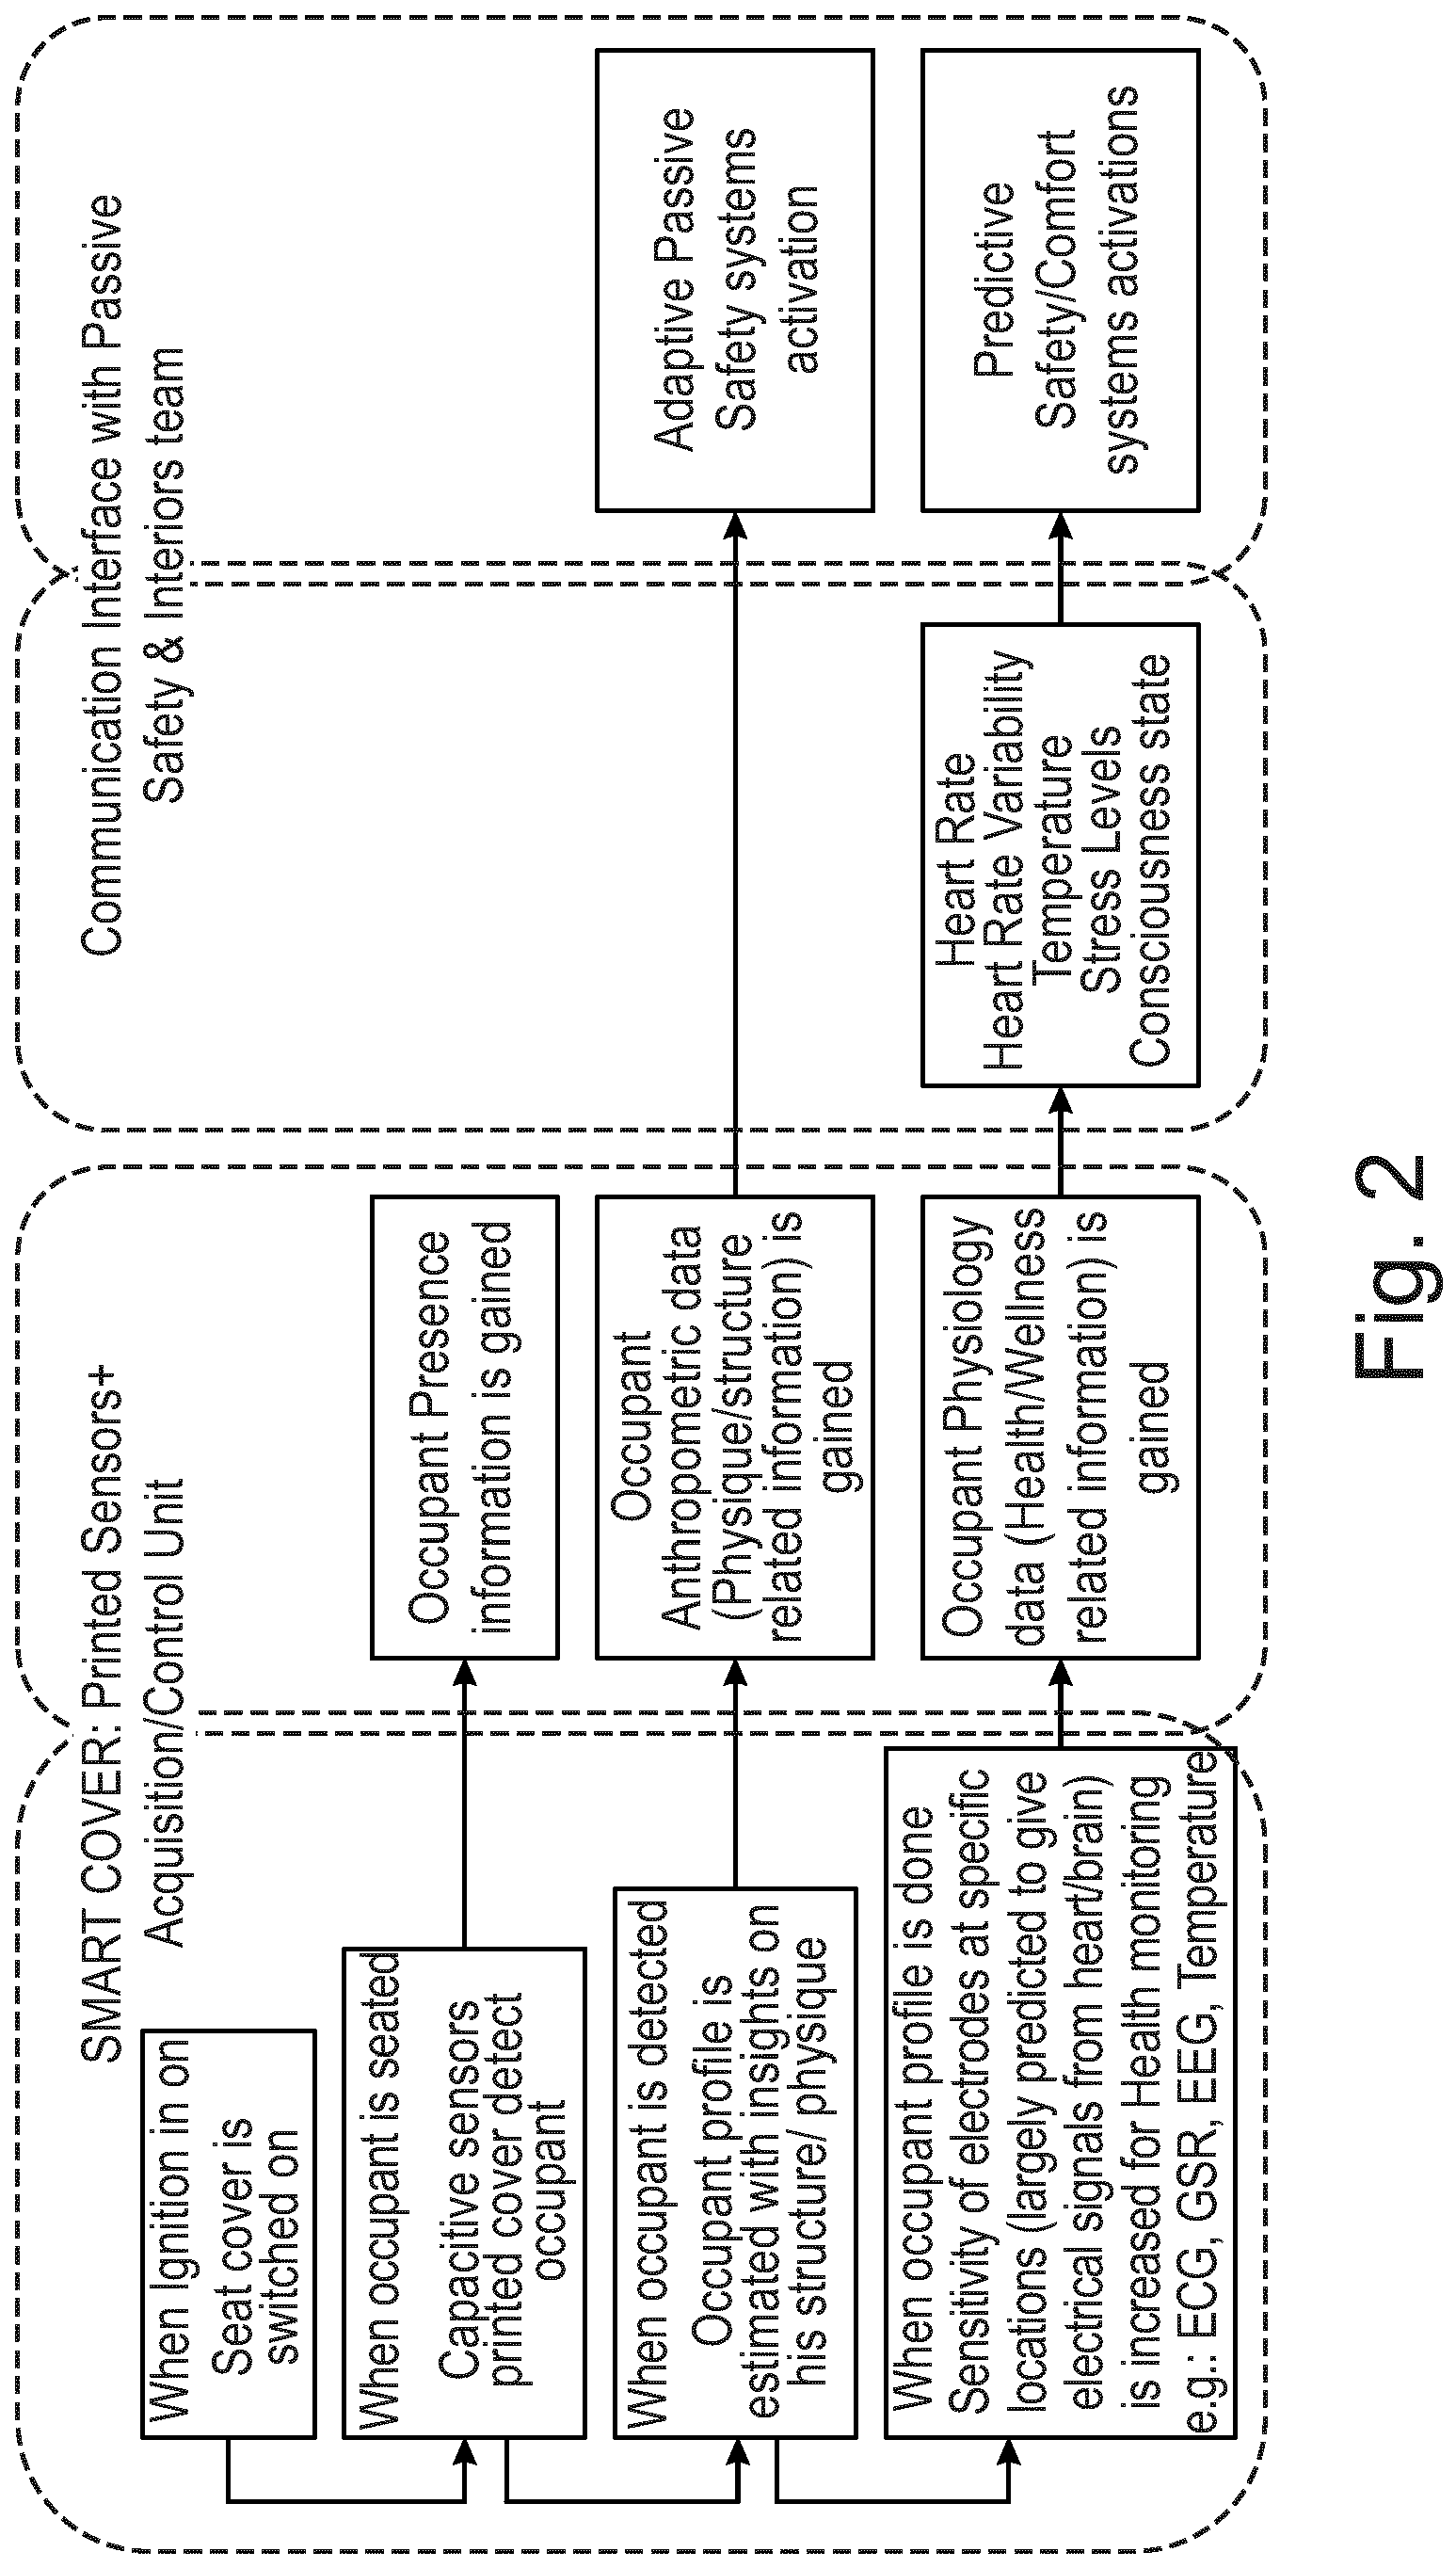 SMART COVER: Printed Sensors+
Acquisition/Control Unit
Communication Interface with Passive
Safety & Interiors team
When Ignition in on
Seat cover is
switched on
When occupant is seated
Capacitive sensors
printed cover detect
occupant
Occupant Presence
information is gained
When occupant is detected
Occupant profile is
estimated with insights on
his structure/ physique
Occupant
Anthropometric data
(Physique/structure
related information) is
gained
Adaptive Passive
Safety systems
activation
When occupant profile is done
Sensitivity of electrodes at specific
locations (largely predicted to give
electrical signals from heart/brain)
is increased for Health monitoring
e.g.: ECG, GSR, EEG, Temperature
Occupant Physiology
data (Health/Wellness
related information) is
gained
Heart Rate
Heart Rate Variability
Temperature
Stress Levels
Consciousness state
Predictive
Safety/Comfort
systems activations
Fig. 2